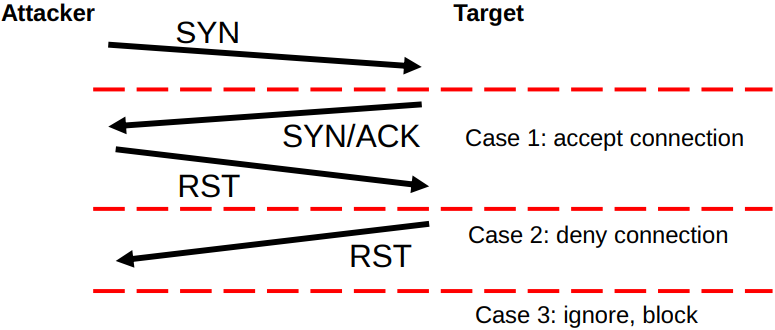 Attacker
Target
SYN
SYN/ACK
Case 1: accept connection
RST
Case 2: deny connection
RST
Case 3: ignore, block